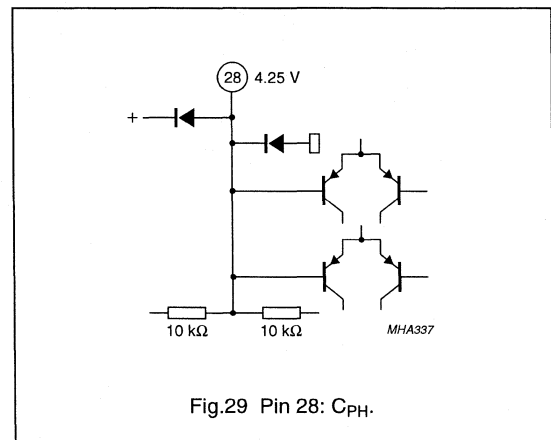 28 4.25 V
+
10 kΩ 10 kΩ
MHA337
Fig.29 Pin 28: CPH.